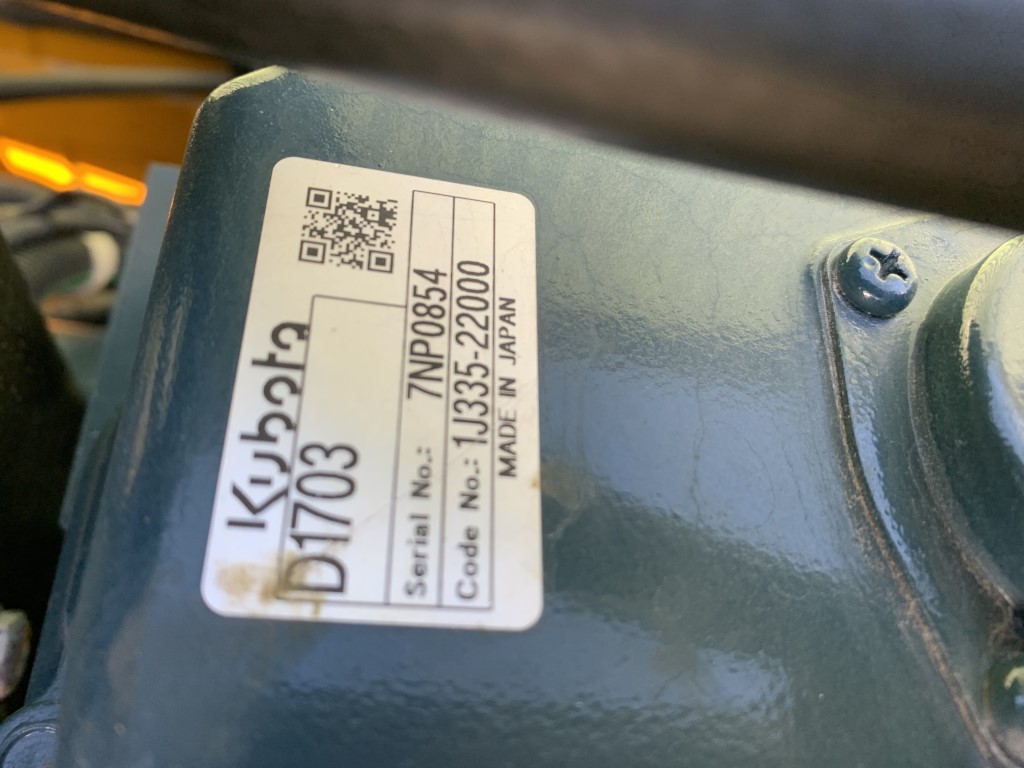 Kubota
D1703
Serial No.: 7NP0854
Code No.: 1J335-22000
MADE IN JAPAN